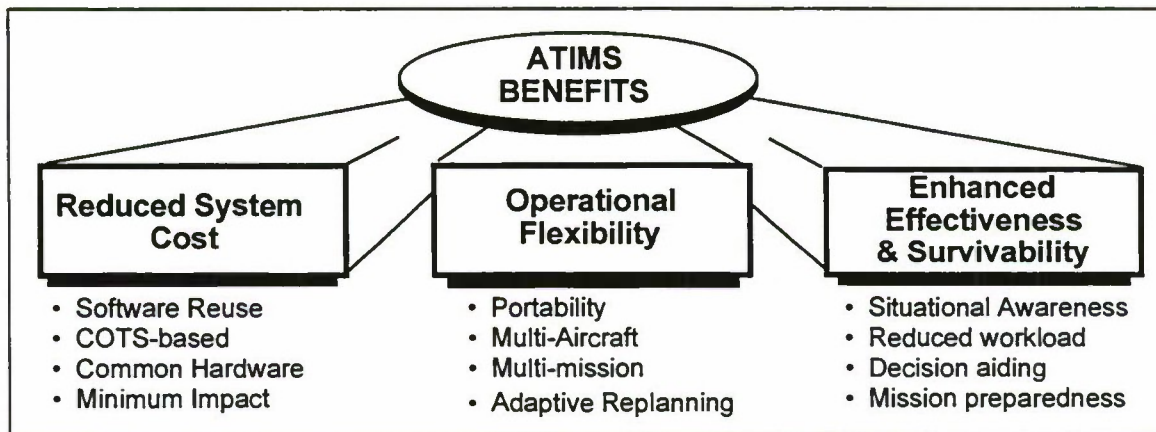 ATIMS
BENEFITS
Reduced System
Cost
• Software Reuse
• COTS-based
• Common Hardware
• Minimum Impact
Operational
Flexibility
• Portability
• Multi-Aircraft
• Multi-mission
• Adaptive Replanning
Enhanced
Effectiveness
& Survivability
• Situational Awareness
• Reduced workload
• Decision aiding
• Mission preparedness